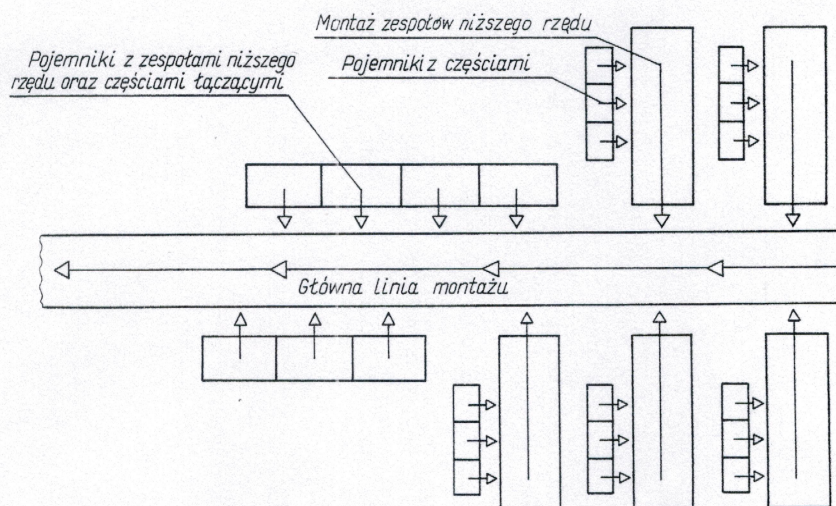 Montaż zespołów niższego rzędu
Pojemniki z zespołami niższego
rzędu oraz częściami łączącymi
Pojemniki z częściami
Główna linia montażu